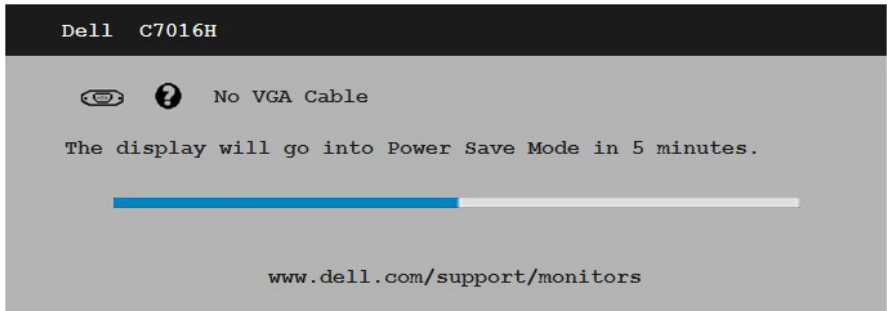 Dell C7016H
No VGA Cable
The display will go into Power Save Mode in 5 minutes.
www.dell.com/support/monitors